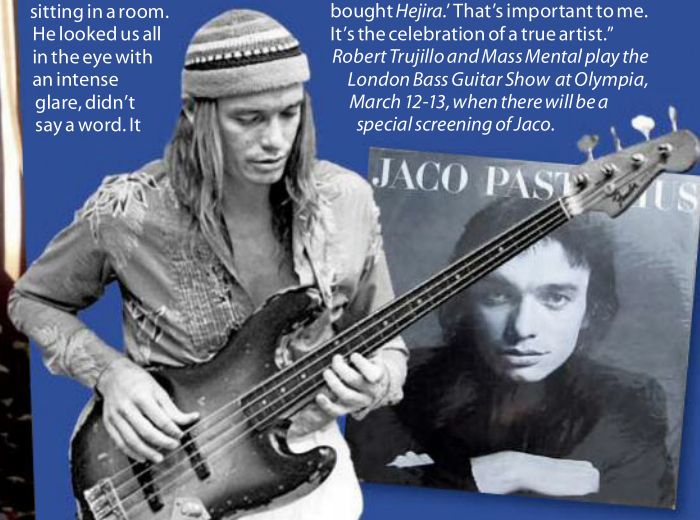 sitting in a room.
He looked us all
in the eye with
an intense
glare, didn't
say a word. It
bought Hejira.’ That's important to me.
It's the celebration of a true artist.”
Robert Trujillo and Mass Mental play the
London Bass Guitar Show at Olympia,
March 12-13, when there will be a
special screening of Jaco.
JACO PAST IUS
Fender